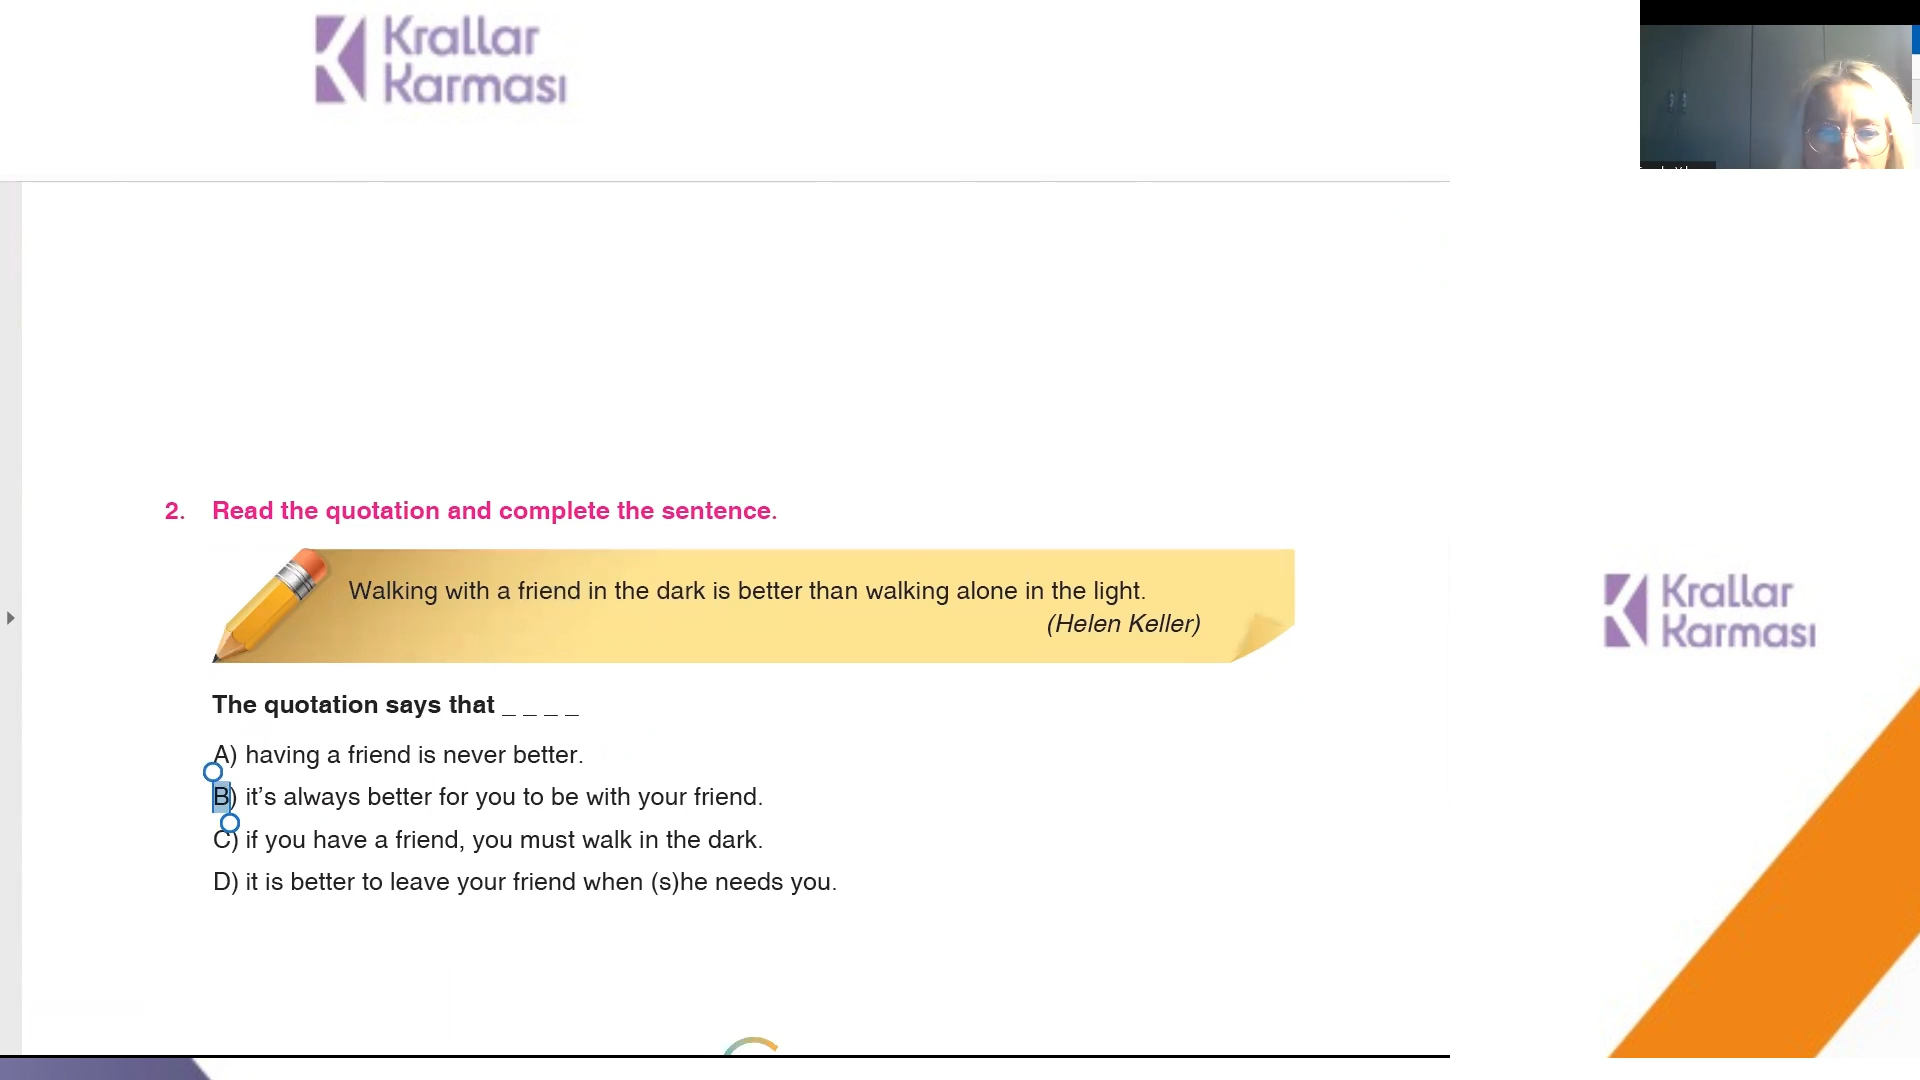 Krallar
Karması
2. Read the quotation and complete the sentence.
Walking with a friend in the dark is better than walking alone in the light.
(Helen Keller)
The quotation says that _ _ _ _
A) having a friend is never better.
B) it’s always better for you to be with your friend.
C) if you have a friend, you must walk in the dark.
D) it is better to leave your friend when (s)he needs you.
Krallar
Karması